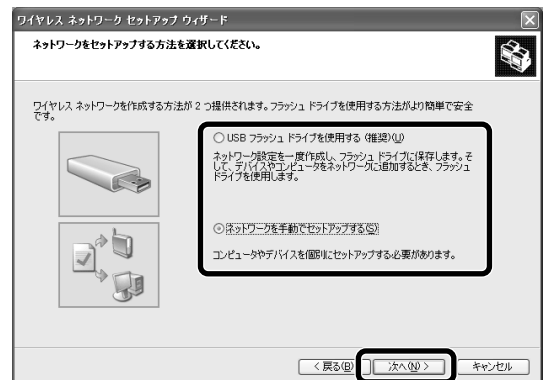 ワイヤレス ネットワーク セットアップ ウィザード
ネットワークをセットアップする方法を選択してください。
ワイヤレス ネットワークを作成する方法が 2 つ提供されます。フラッシュ ドライブを使用する方法がより簡単で安全
です。
USB フラッシュ ドライブを使用する (推奨)(U)
ネットワーク設定を一度作成し、フラッシュ ドライブに保存します。そ
して、デバイスやコンピュータをネットワークに追加するとき、フラッシュ
ドライブを使用します。
ネットワークを手動でセットアップする(S)
コンピュータやデバイスを個別にセットアップする必要があります。
< 戻る(B)
次へ(N) >
キャンセル